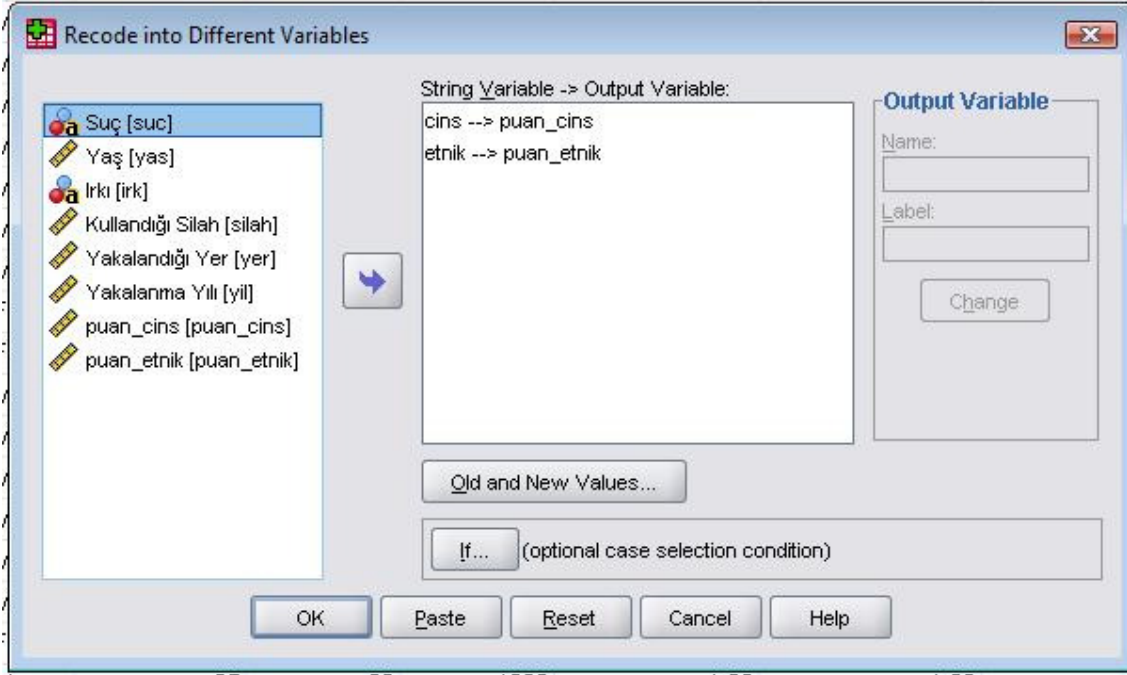 Recode into Different Variables
Suç [suc]
Yaş [yas]
Irkı [irk]
Kullandığı Silah [silah]
Yakalandığı Yer [yer]
Yakalanma Yılı [yil]
puan_cins [puan_cins]
puan_etnik [puan_etnik]
String Variable -> Output Variable:
cins --> puan_cins
etnik --> puan_etnik
Output Variable
Name:
Label:
Change
Old and New Values...
If... (optional case selection condition)
OK Paste Reset Cancel Help